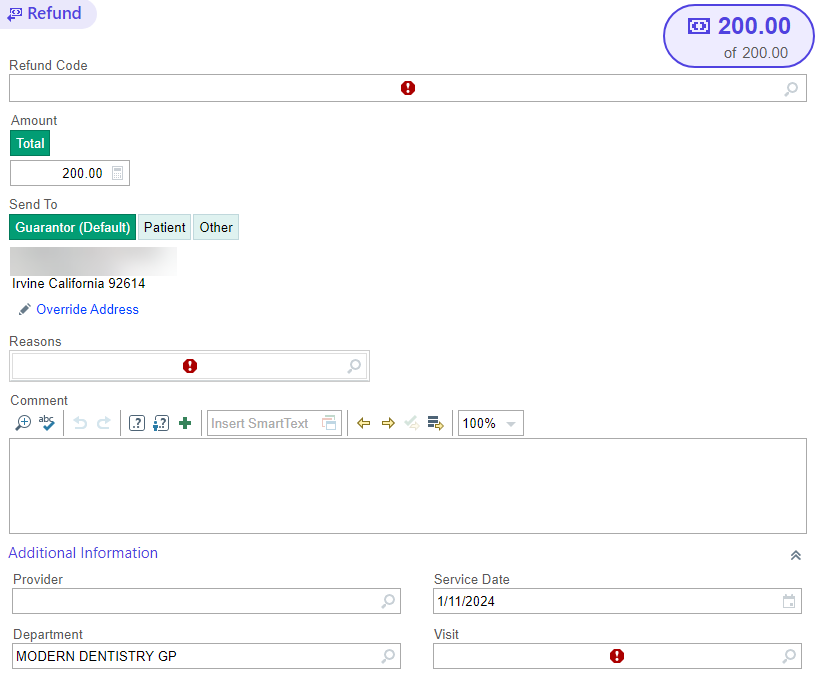 Refund
200.00
of 200.00
Refund Code
Amount
Total
200.00
Send To
Guarantor (Default) Patient Other
Irvine California 92614
Override Address
Reasons
Comment
abc .? .? Insert SmartText 100%
Additional Information
Provider Service Date
1/11/2024
Department Visit
MODERN DENTISTRY GP